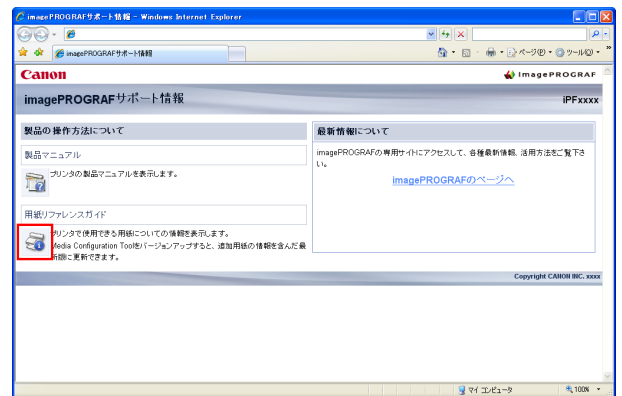 imagePROGRAFサポート情報 - Windows Internet Explorer
imagePROGRAFサポート情報
ページ(P)
ツール(O)
»
Canon
imagePROGRAF
imagePROGRAFサポート情報
iPFxxxx
製品の操作方法について
製品マニュアル
プリンタの製品マニュアルを表示します。
用紙リファレンスガイド
プリンタで使用できる用紙についての情報を表示します。
Media Configuration Toolをバージョンアップすると、追加用紙の情報を含んだ最
新版に更新できます。
最新情報について
imagePROGRAFの専用サイトにアクセスして、各種最新情報、活用方法をご覧下さ
い。
imagePROGRAFのページへ
Copyright CANON INC. xxxx
マイ コンピュータ
100%